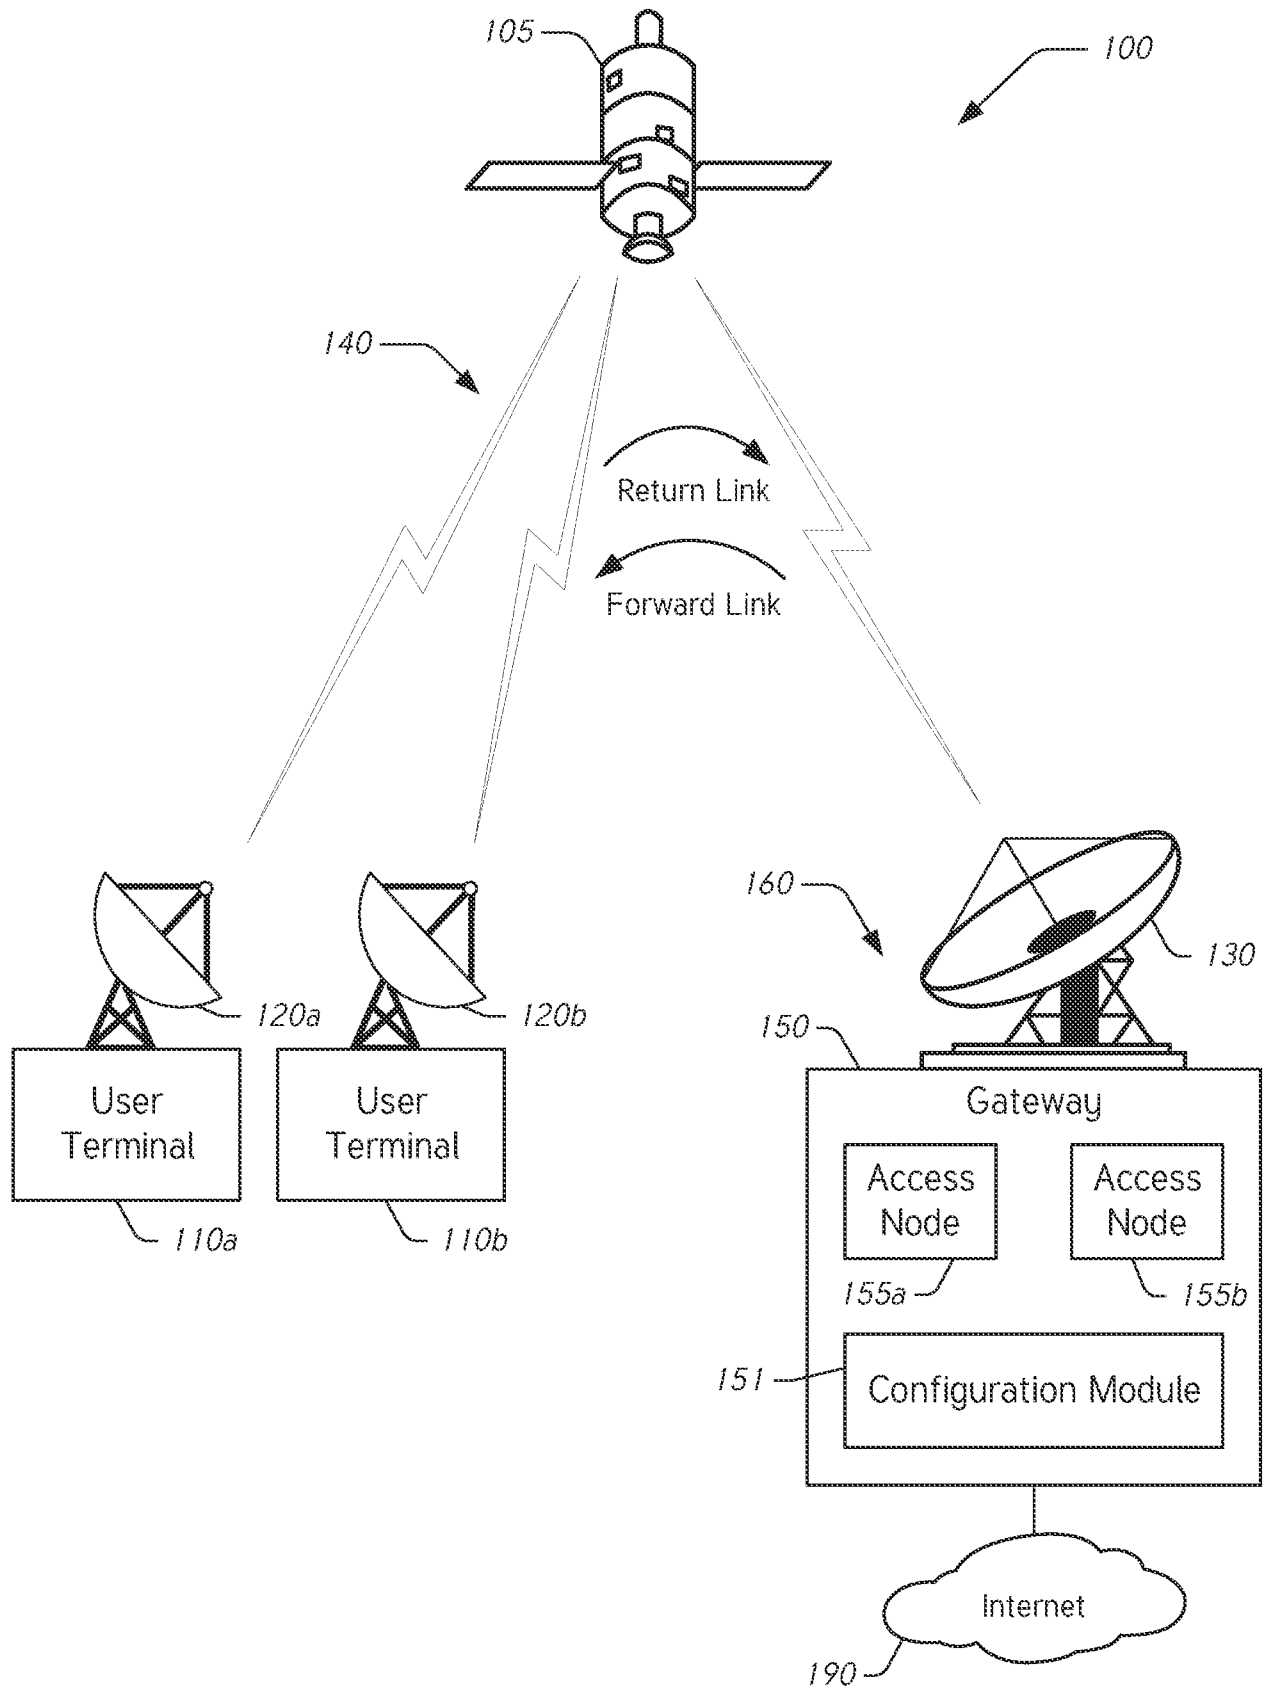 105
100
140
Return Link
Forward Link
160
130
120a
120b
150
User
Terminal
User
Terminal
Gateway
Access
Node
Access
Node
110a
110b
155a
155b
151
Configuration Module
Internet
190